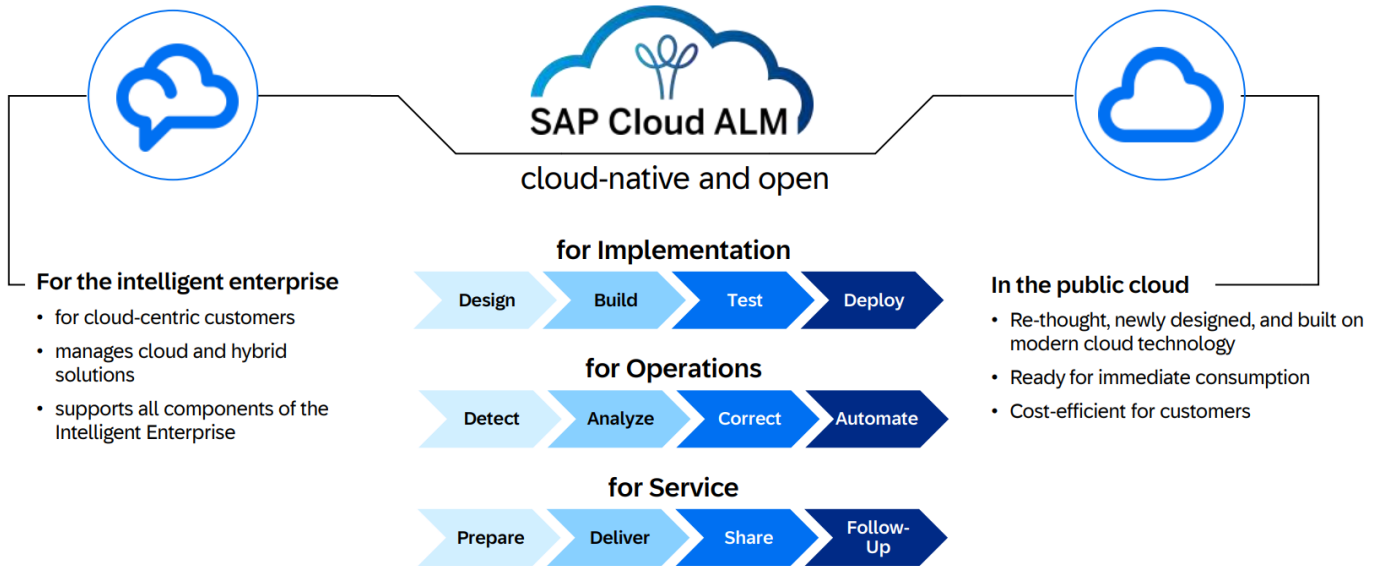 SAP Cloud ALM
cloud-native and open
For the intelligent enterprise
• for cloud-centric customers
• manages cloud and hybrid
solutions
• supports all components of the
Intelligent Enterprise
for Implementation
Design
Build
Test
Deploy
for Operations
Detect
Analyze
Correct
Automate
for Service
Prepare
Deliver
Share
Follow-
Up
In the public cloud
• Re-thought, newly designed, and built on
modern cloud technology
• Ready for immediate consumption
• Cost-efficient for customers